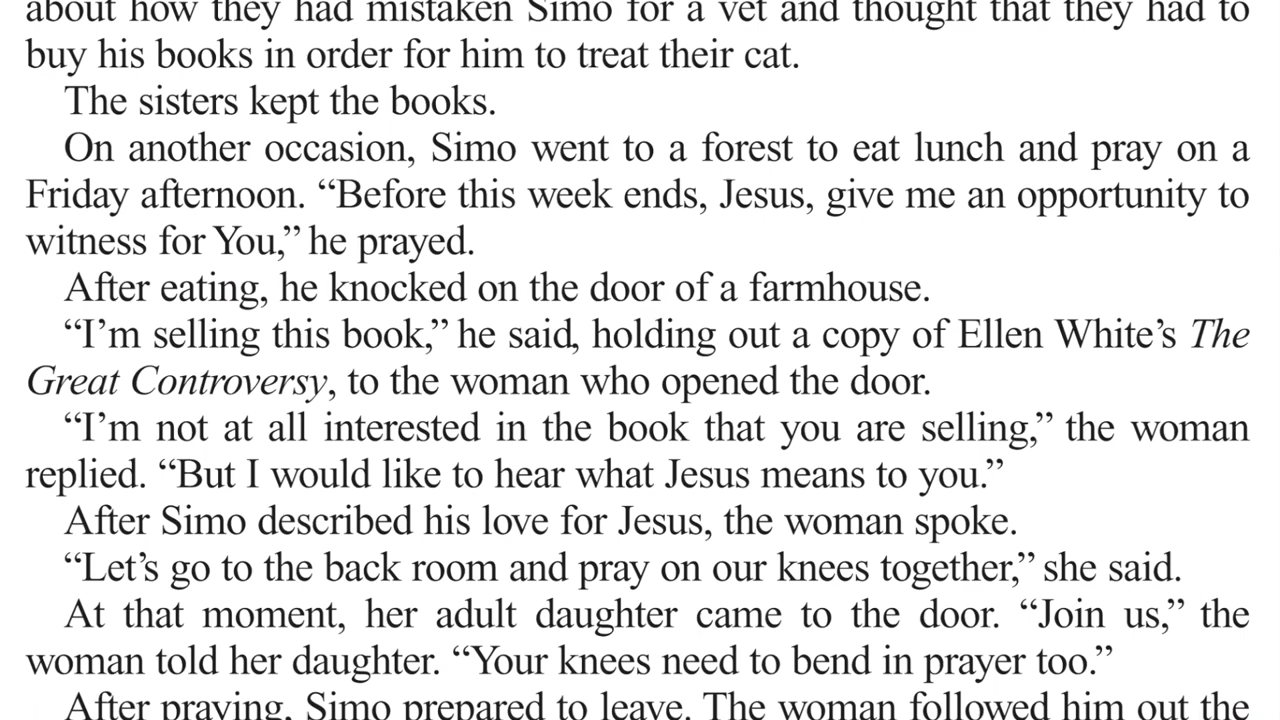 about how they had mistaken Simo for a vet and thought that they had to
buy his books in order for him to treat their cat.
The sisters kept the books.
On another occasion, Simo went to a forest to eat lunch and pray on a
Friday afternoon. “Before this week ends, Jesus, give me an opportunity to
witness for You,” he prayed.
After eating, he knocked on the door of a farmhouse.
“I’m selling this book,” he said, holding out a copy of Ellen White’s The
Great Controversy, to the woman who opened the door.
“I’m not at all interested in the book that you are selling,” the woman
replied. “But I would like to hear what Jesus means to you.”
After Simo described his love for Jesus, the woman spoke.
“Let’s go to the back room and pray on our knees together,” she said.
At that moment, her adult daughter came to the door. “Join us,” the
woman told her daughter. “Your knees need to bend in prayer too.”
After praying, Simo prepared to leave. The woman followed him out the